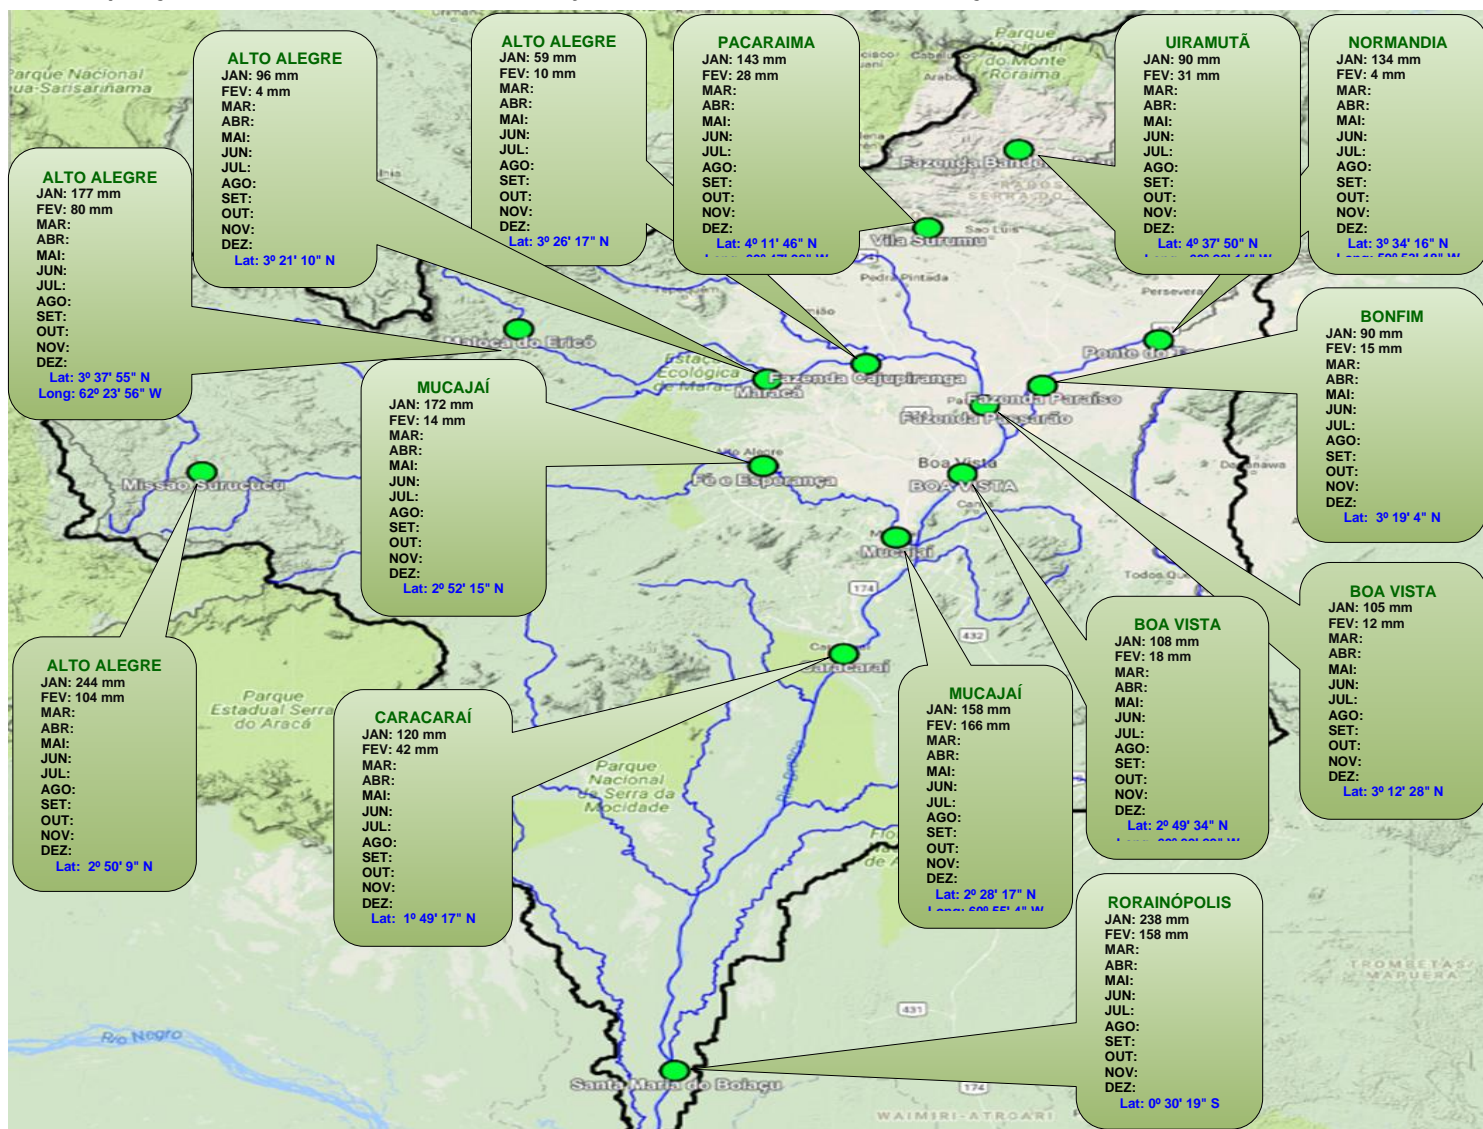 ALTO ALEGRE
JAN: 96 mm
FEV: 4 mm
MAR:
ABR:
MAI:
JUN:
JUL:
AGO:
SET:
OUT:
NOV:
DEZ:
Lat: 3º 21' 10" N
ALTO ALEGRE
JAN: 59 mm
FEV: 10 mm
MAR:
ABR:
MAI:
JUN:
JUL:
AGO:
SET:
OUT:
NOV:
DEZ:
Lat: 3º 26' 17" N
PACARAIMA
JAN: 143 mm
FEV: 28 mm
MAR:
ABR:
MAI:
JUN:
JUL:
AGO:
SET:
OUT:
NOV:
DEZ:
Lat: 4º 11' 46" N
UIRAMUTÃ
JAN: 90 mm
FEV: 31 mm
MAR:
ABR:
MAI:
JUN:
JUL:
AGO:
SET:
OUT:
NOV:
DEZ:
Lat: 4º 37' 50" N
NORMANDIA
JAN: 134 mm
FEV: 4 mm
MAR:
ABR:
MAI:
JUN:
JUL:
AGO:
SET:
OUT:
NOV:
DEZ:
Lat: 3º 34' 16" N
ALTO ALEGRE
JAN: 177 mm
FEV: 80 mm
MAR:
ABR:
MAI:
JUN:
JUL:
AGO:
SET:
OUT:
NOV:
DEZ:
Lat: 3º 37' 55" N
Long: 62º 23' 56" W
MUCAJAÍ
JAN: 172 mm
FEV: 14 mm
MAR:
ABR:
MAI:
JUN:
JUL:
AGO:
SET:
OUT:
NOV:
DEZ:
Lat: 2º 52' 15" N
BONFIM
JAN: 90 mm
FEV: 15 mm
MAR:
ABR:
MAI:
JUN:
JUL:
AGO:
SET:
OUT:
NOV:
DEZ:
Lat: 3º 19' 4" N
ALTO ALEGRE
JAN: 244 mm
FEV: 104 mm
MAR:
ABR:
MAI:
JUN:
JUL:
AGO:
SET:
OUT:
NOV:
DEZ:
Lat: 2º 50' 9" N
CARACARAÍ
JAN: 120 mm
FEV: 42 mm
MAR:
ABR:
MAI:
JUN:
JUL:
AGO:
SET:
OUT:
NOV:
DEZ:
Lat: 1º 49' 17" N
MUCAJAÍ
JAN: 158 mm
FEV: 166 mm
MAR:
ABR:
MAI:
JUN:
JUL:
AGO:
SET:
OUT:
NOV:
DEZ:
Lat: 2º 28' 17" N
BOA VISTA
JAN: 108 mm
FEV: 18 mm
MAR:
ABR:
MAI:
JUN:
JUL:
AGO:
SET:
OUT:
NOV:
DEZ:
Lat: 2º 49' 34" N
BOA VISTA
JAN: 105 mm
FEV: 12 mm
MAR:
ABR:
MAI:
JUN:
JUL:
AGO:
SET:
OUT:
NOV:
DEZ:
Lat: 3º 12' 28" N
RORAINÓPOLIS
JAN: 238 mm
FEV: 158 mm
MAR:
ABR:
MAI:
JUN:
JUL:
AGO:
SET:
OUT:
NOV:
DEZ:
Lat: 0º 30' 19" S
Parque Nacional
Parque
do Monte
Roraima
Vila Surumu
Sao Luis
Pedra Pintada
Maloca do Ericó
Estação
Ecológica
de Maracá
Maracá
Fazenda Cajupiranga
Fazenda Paraíso
Fazenda Passarão
Missão Surucucu
Alto Alegre
Fé e Esperança
Boa Vista
BOA VISTA
Mucajaí
174
432
Caracaraí
Parque
Estadual Serra
do Aracá
Parque
Nacional
da Serra da
Mocidade
Rio Branco
Rio Negro
431
174
Santa Maria do Boiaçu
TROMBETAS/
MAPUERA
WAIMIRI-ATROARI